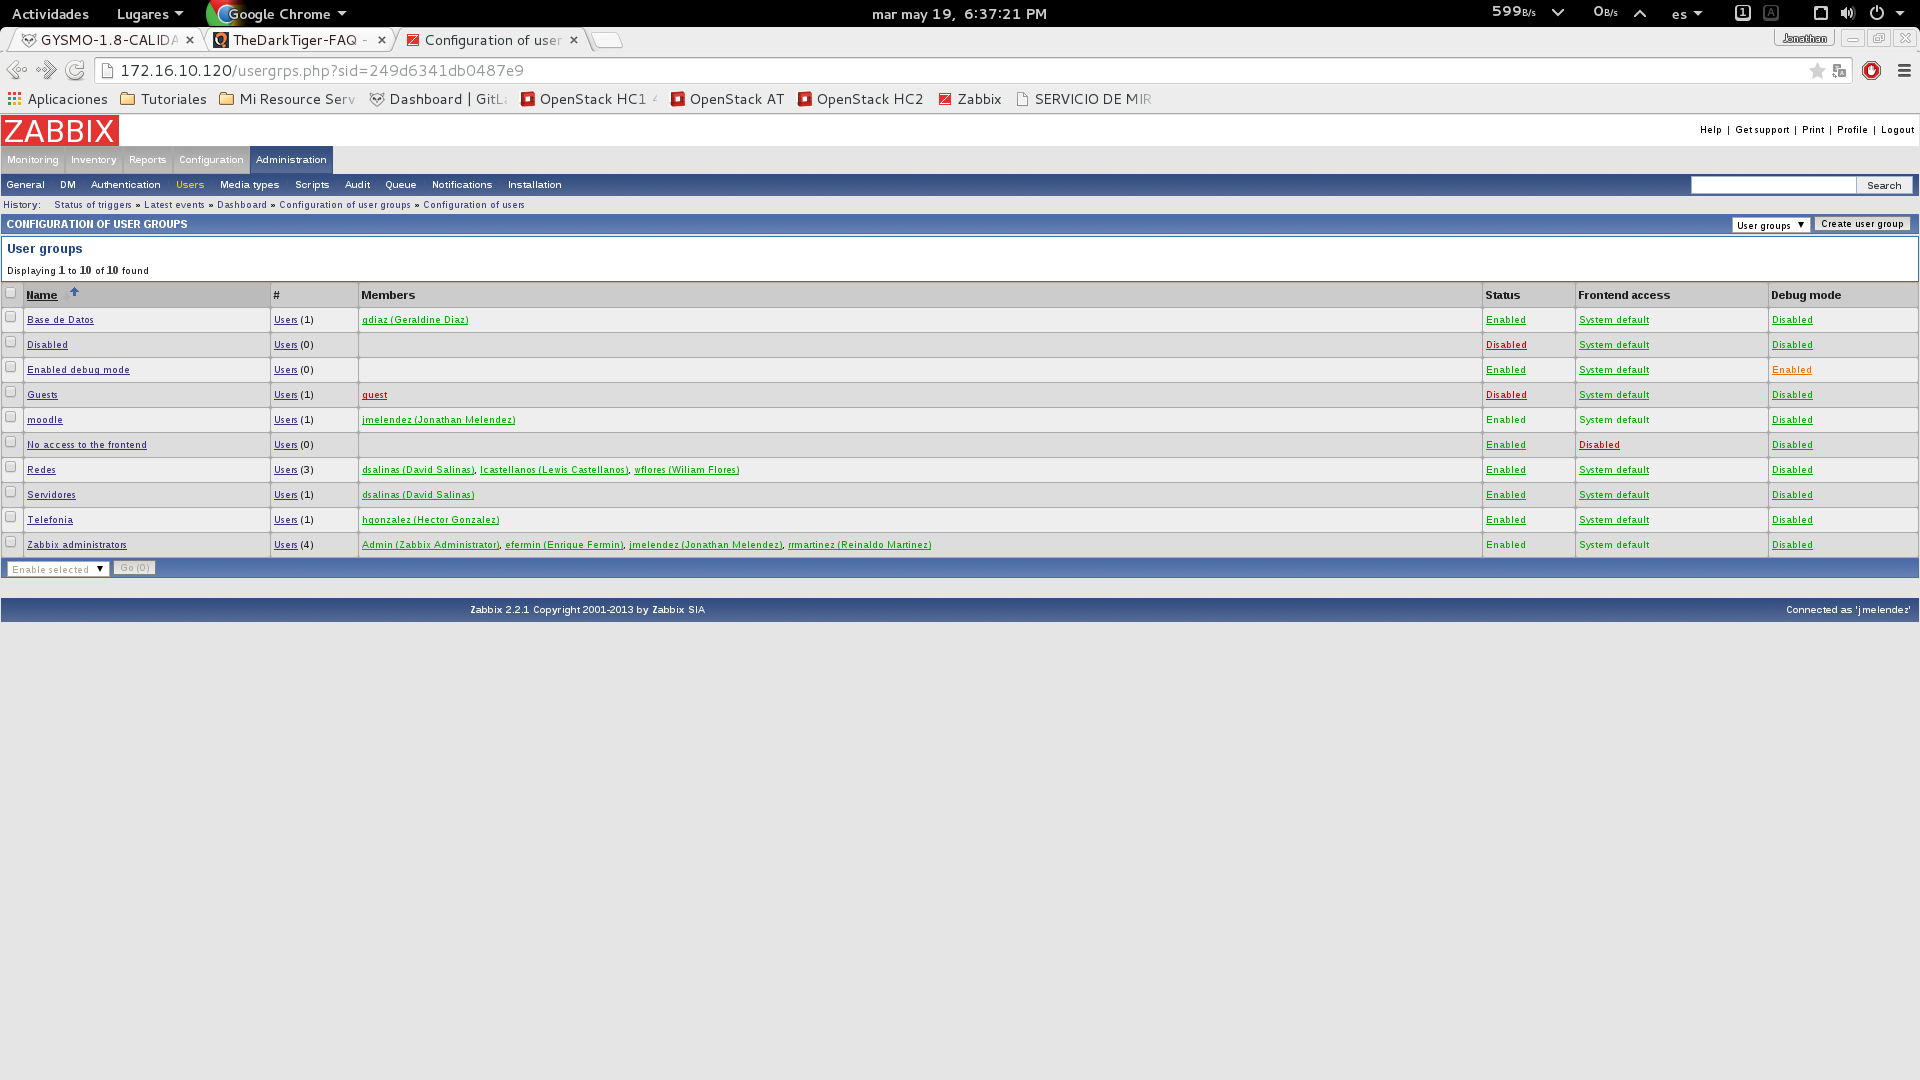 Actividades Lugares Google Chrome mar may 19, 6:37:21 PM 599B/s 0B/s es 1 A
GYSMO-1.8-CALIDA TheDarkTiger-FAQ - Configuration of user Jonathan
172.16.10.120/usergrps.php?sid=249d6341db0487e9
Aplicaciones Tutoriales Mi Resource Serv Dashboard | GitLa OpenStack HC1 OpenStack AT OpenStack HC2 Zabbix SERVICIO DE MIR
ZABBIX
Help | Get support | Print | Profile | Logout
Monitoring Inventory Reports Configuration Administration
General DM Authentication Users Media types Scripts Audit Queue Notifications Installation Search
History: Status of triggers » Latest events » Dashboard » Configuration of user groups » Configuration of users
CONFIGURATION OF USER GROUPS User groups ▼ Create user group
User groups
Displaying 1 to 10 of 10 found
Name # Members Status Frontend access Debug mode
Base de Datos Users (1) gdiaz (Geraldine Diaz) Enabled System default Disabled
Disabled Users (0) Disabled System default Disabled
Enabled debug mode Users (0) Enabled System default Enabled
Guests Users (1) guest Disabled System default Disabled
moodle Users (1) jmelendez (Jonathan Melendez) Enabled System default Disabled
No access to the frontend Users (0) Enabled Disabled Disabled
Redes Users (3) dsalinas (David Salinas), lcastellanos (Lewis Castellanos), wflores (Wiliam Flores) Enabled System default Disabled
Servidores Users (1) dsalinas (David Salinas) Enabled System default Disabled
Telefonia Users (1) hgonzalez (Hector Gonzalez) Enabled System default Disabled
Zabbix administrators Users (4) Admin (Zabbix Administrator), efermin (Enrique Fermin), jmelendez (Jonathan Melendez), rrmartinez (Reinaldo Martinez) Enabled System default Disabled
Enable selected ▼ Go (0)
Zabbix 2.2.1 Copyright 2001-2013 by Zabbix SIA Connected as 'jmelendez'